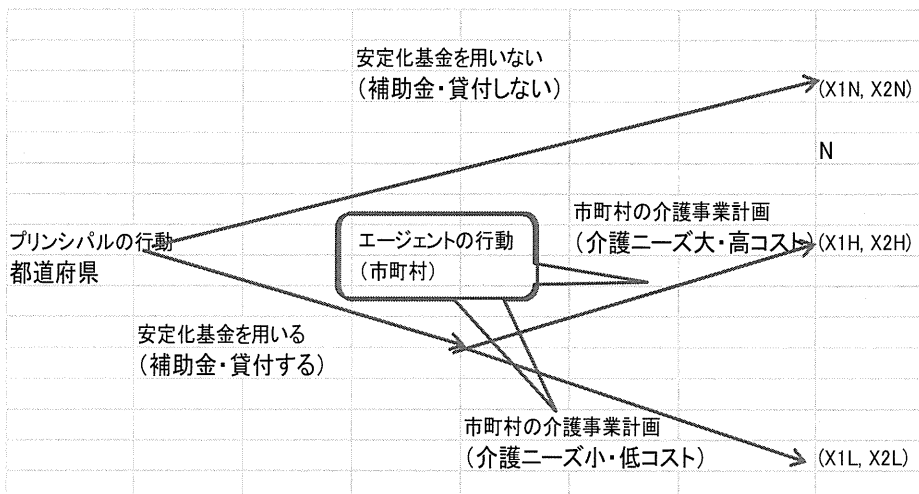 安定化基金を用いない
(補助金・貸付しない)
(X1N, X2N)
N
市町村の介護事業計画
(介護ニーズ大・高コスト)
(X1H, X2H)
プリンシパルの行動
都道府県
エージェントの行動
(市町村)
安定化基金を用いる
(補助金・貸付する)
市町村の介護事業計画
(介護ニーズ小・低コスト)
(X1L, X2L)